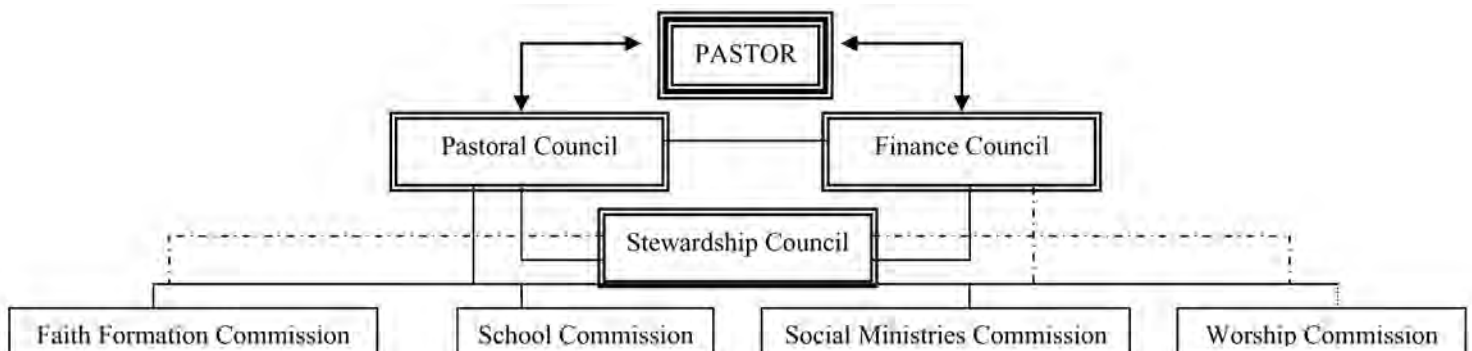 PASTOR
Pastoral Council
Finance Council
Stewardship Council
Faith Formation Commission
School Commission
Social Ministries Commission
Worship Commission